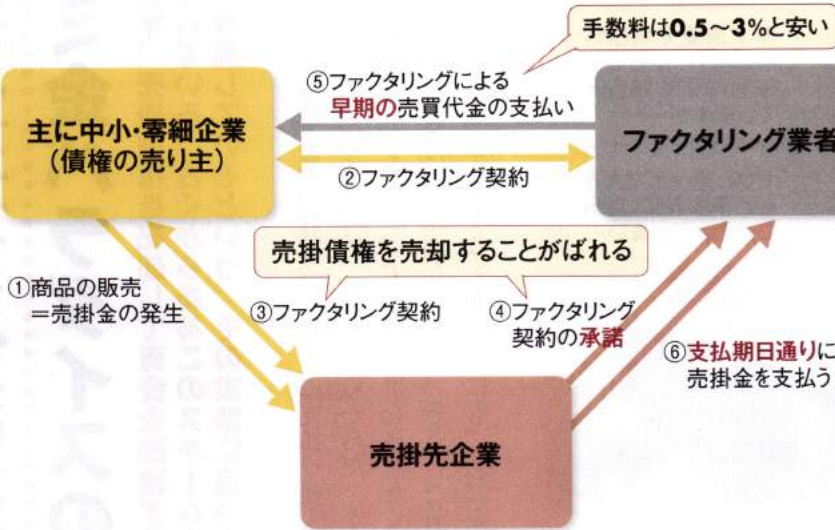 手数料は0.5～3%と安い
⑤ファクタリングによる
早期の売買代金の支払い
主に中小・零細企業
(債権の売り主)
ファクタリング業者
②ファクタリング契約
売掛債権を売却することがばれる
①商品の販売
=売掛金の発生
③ファクタリング契約
④ファクタリング
契約の承諾
⑥支払期日通りに
売掛金を支払う
売掛先企業